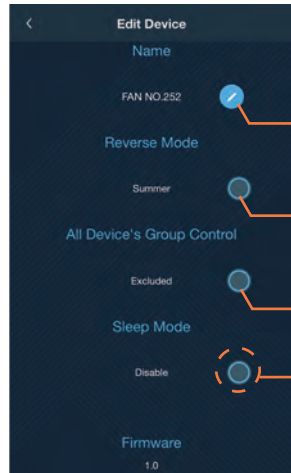 Edit Device
Name
FAN NO.252
Reverse Mode
Summer
All Device's Group Control
Excluded
Sleep Mode
Disable
Firmware
1.0